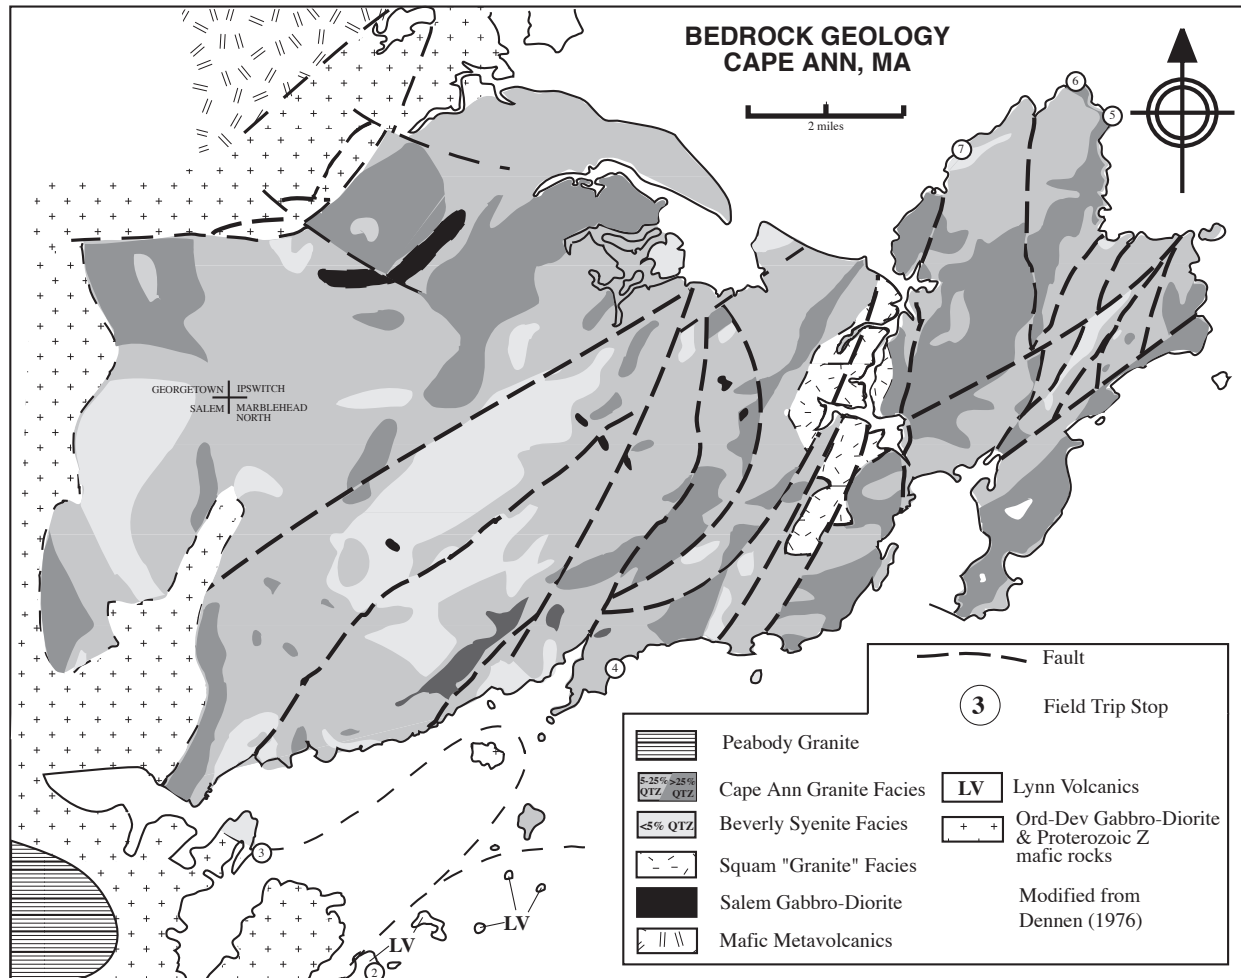 BEDROCK GEOLOGY
CAPE ANN, MA
2 miles
6
5
7
GEORGETOWN
IPSWITCH
SALEM
MARBLEHEAD
NORTH
4
3
2
LV
LV
Fault
3
Field Trip Stop
Peabody Granite
5-25%
QTZ
>25%
QTZ
Cape Ann Granite Facies
LV
Lynn Volcanics
<5% QTZ
Beverly Syenite Facies
Ord-Dev Gabbro-Diorite
& Proterozoic Z
mafic rocks
Squam "Granite" Facies
Salem Gabbro-Diorite
Modified from
Dennen (1976)
Mafic Metavolcanics